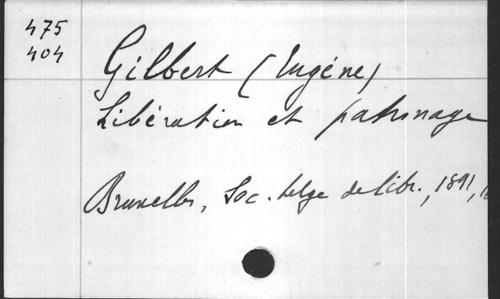 475
404
Gilbert (Eugène)
Libération et patronage
Bruxelles, Soc. belge de libr., 1891,